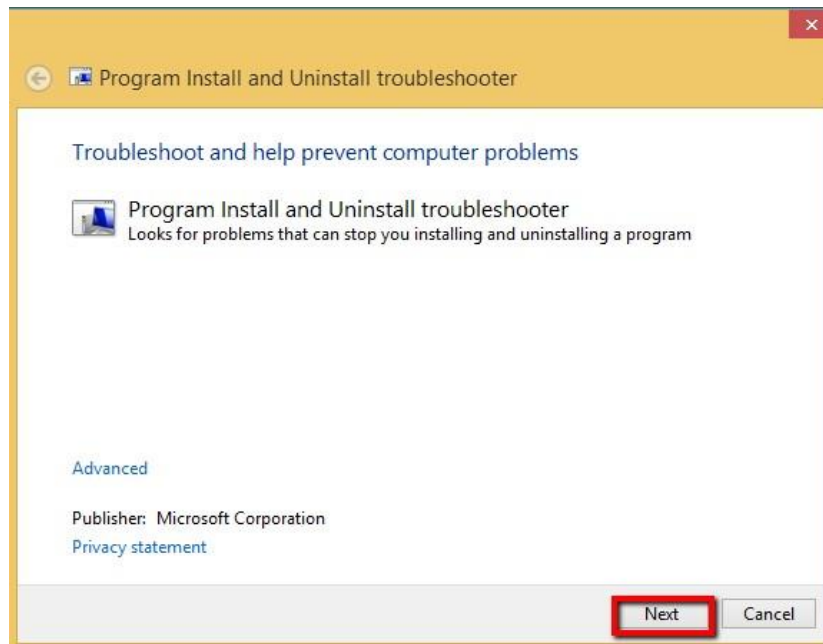 Program Install and Uninstall troubleshooter
Troubleshoot and help prevent computer problems
Program Install and Uninstall troubleshooter
Looks for problems that can stop you installing and uninstalling a program
Advanced
Publisher: Microsoft Corporation
Privacy statement
Next Cancel